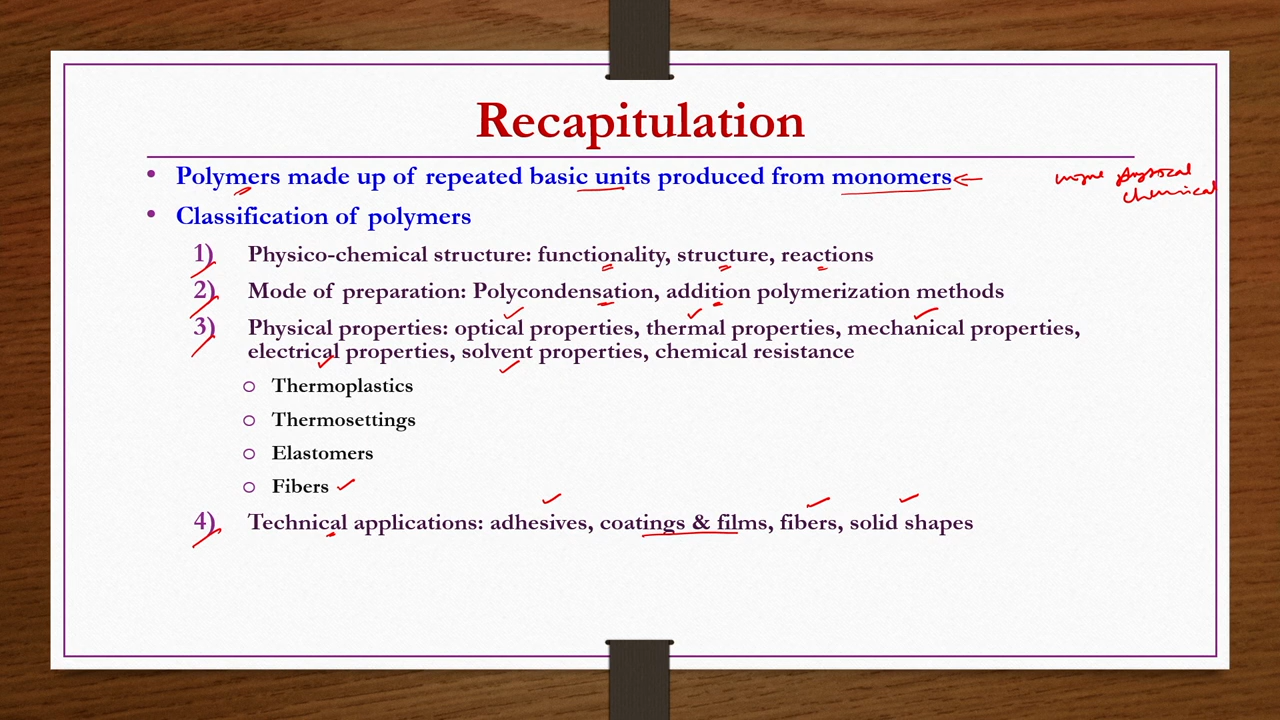 Recapitulation
• Polymers made up of repeated basic units produced from monomers
physical
chemical
• Classification of polymers
1) Physico-chemical structure: functionality, structure, reactions
2) Mode of preparation: Polycondensation, addition polymerization methods
3) Physical properties: optical properties, thermal properties, mechanical properties,
electrical properties, solvent properties, chemical resistance
o Thermoplastics
o Thermosettings
o Elastomers
o Fibers
4) Technical applications: adhesives, coatings & films, fibers, solid shapes